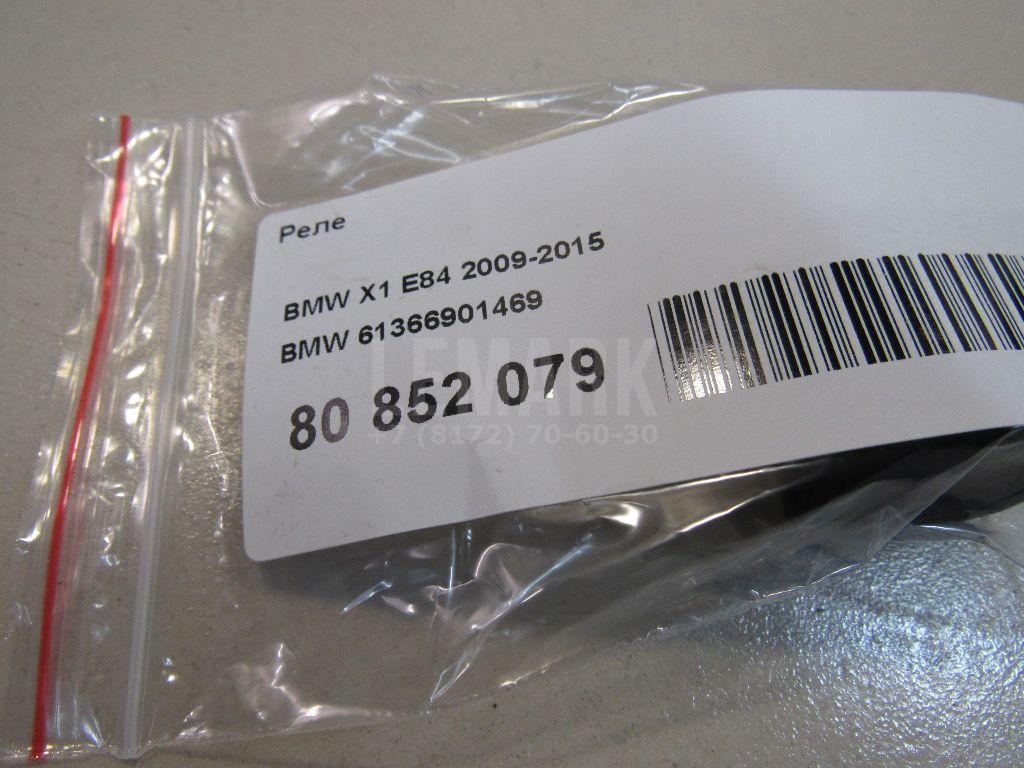 Реле
BMW X1 E84 2009-2015
BMW 61366901469
80 852 079
LEMARK
+7 (8172) 70-60-30